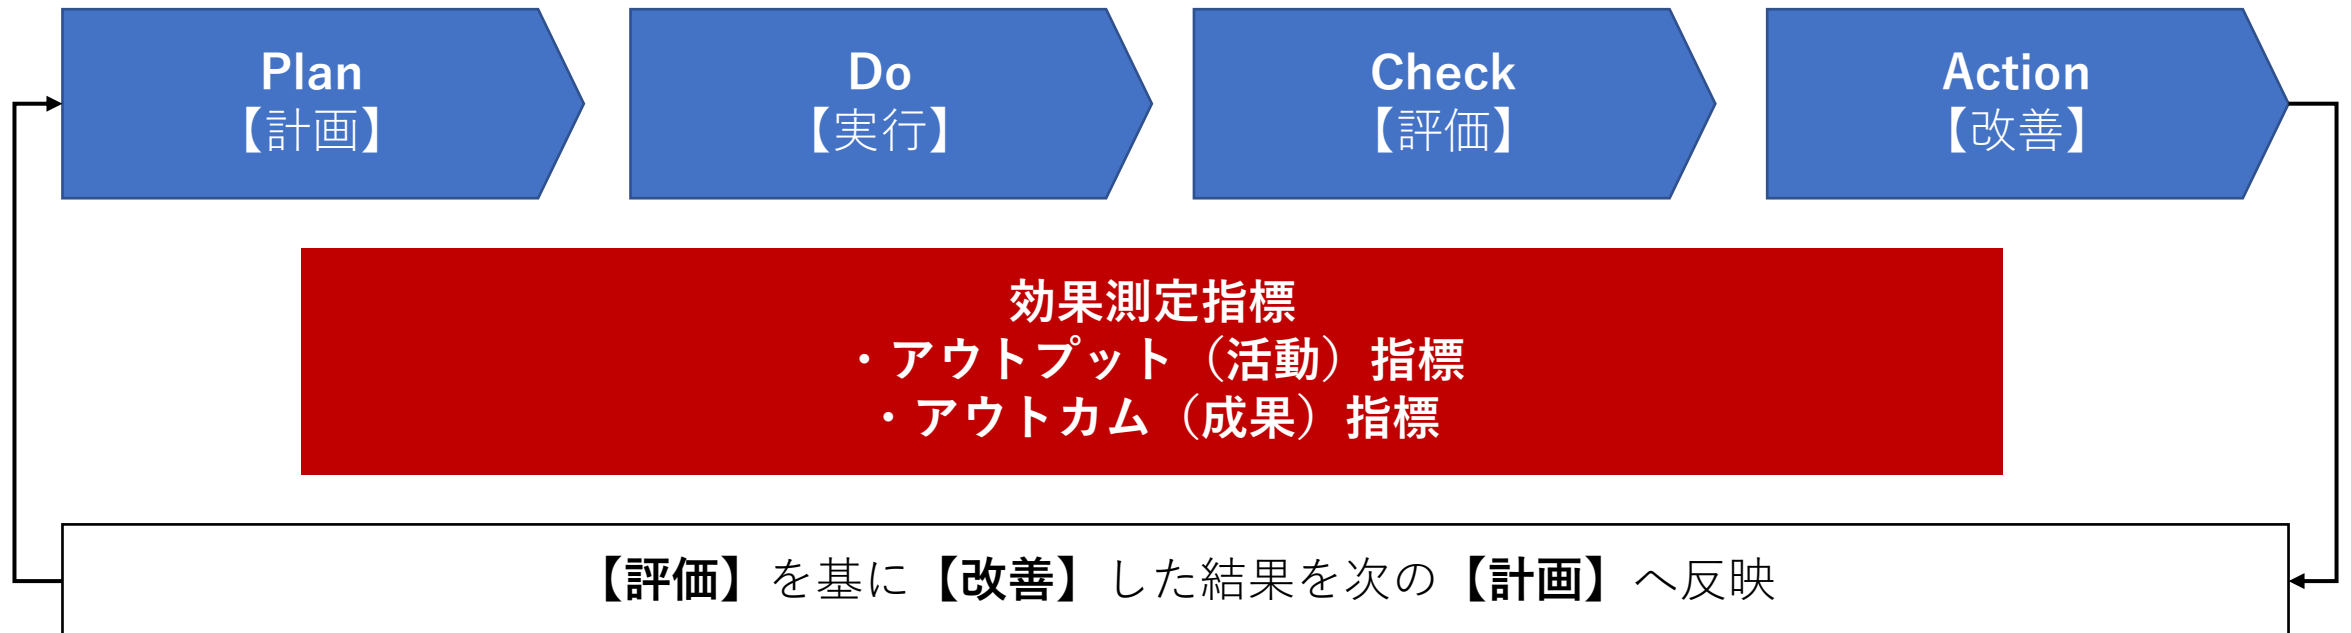 Plan
【計画】
Do
【実行】
Check
【評価】
Action
【改善】
効果測定指標
・アウトプット（活動）指標
・アウトカム（成果）指標
【評価】を基に【改善】した結果を次の【計画】へ反映